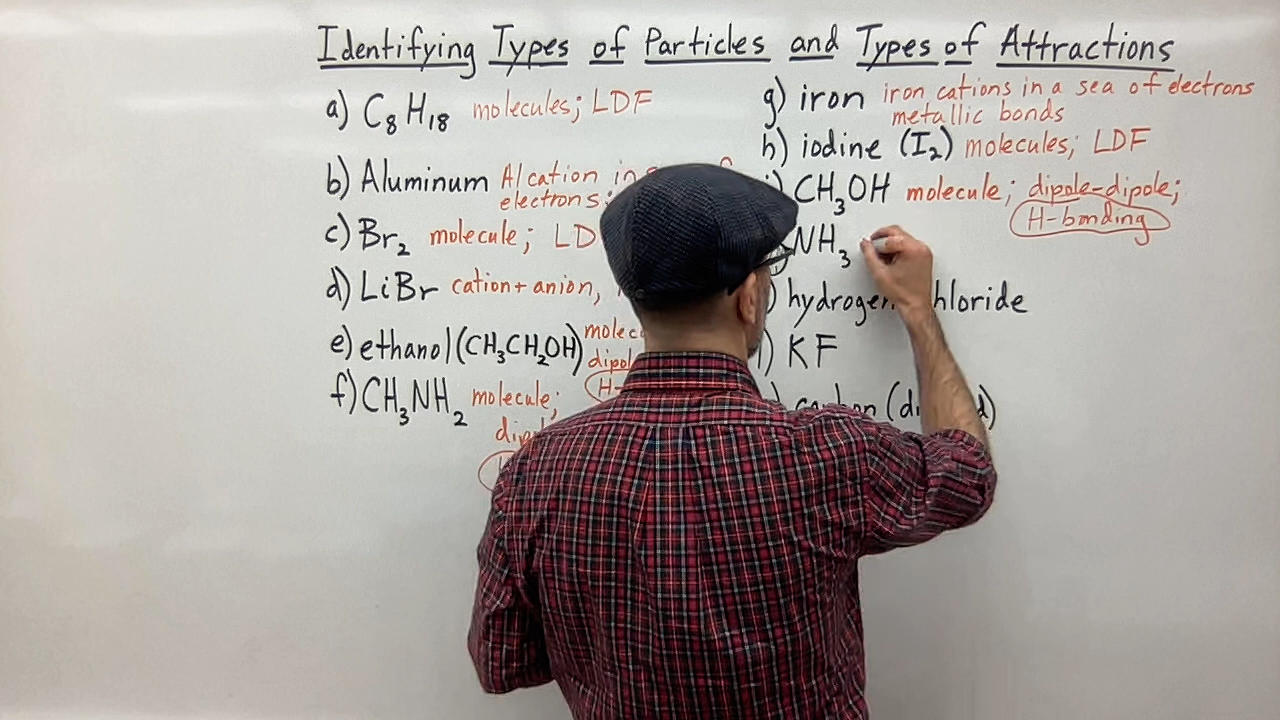 Identifying Types of Particles and Types of Attractions
a) C₈H₁₈ molecules; LDF
b) Aluminum Al cation in
electrons;
c) Br₂ molecule; LD
d) LiBr cation + anion,
e) ethanol (CH₃CH₂OH)
f) CH₃NH₂ molecule;
g) iron iron cations in a sea of electrons
metallic bonds
h) iodine (I₂) molecules; LDF
CH₃OH molecule; dipole-dipole;
H-bonding
NH₃
hydrogen chloride
KF
carbon